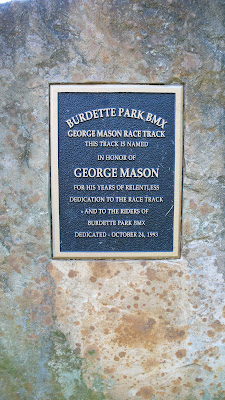 BURDETTE PARK BMX
GEORGE MASON RACE TRACK
THIS TRACK IS NAMED
IN HONOR OF
GEORGE MASON
FOR HIS YEARS OF RELENTLESS
DEDICATION TO THE RACE TRACK
AND TO THE RIDERS OF
BURDETTE PARK BMX
DEDICATED - OCTOBER 24, 1993